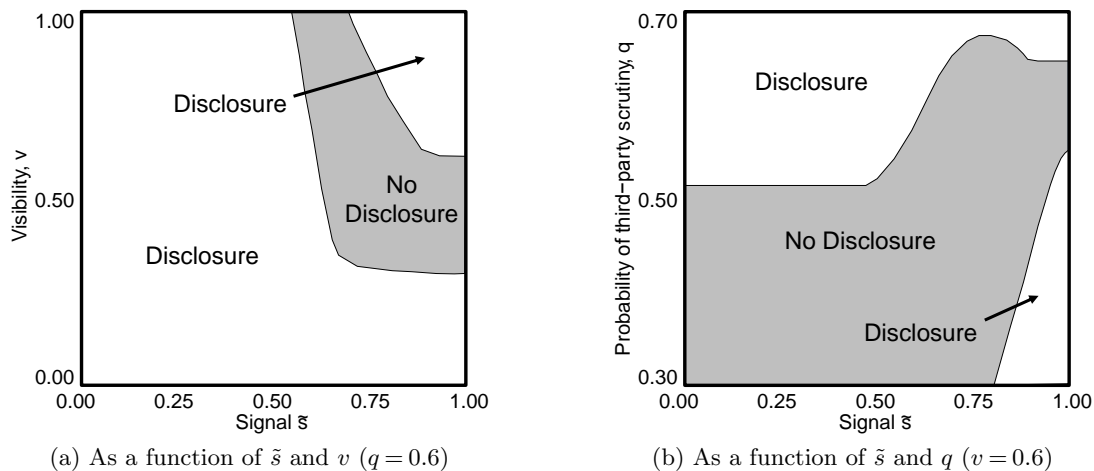 1.00
0.50
0.00
Visibility, v
Disclosure
No
Disclosure
Disclosure
0.00 0.25 0.50 0.75 1.00
Signal s̃
(a) As a function of s̃ and v (q = 0.6)
0.70
0.50
0.30
Probability of third−party scrutiny, q
Disclosure
No Disclosure
Disclosure
0.00 0.25 0.50 0.75 1.00
Signal s̃
(b) As a function of s̃ and q (v = 0.6)